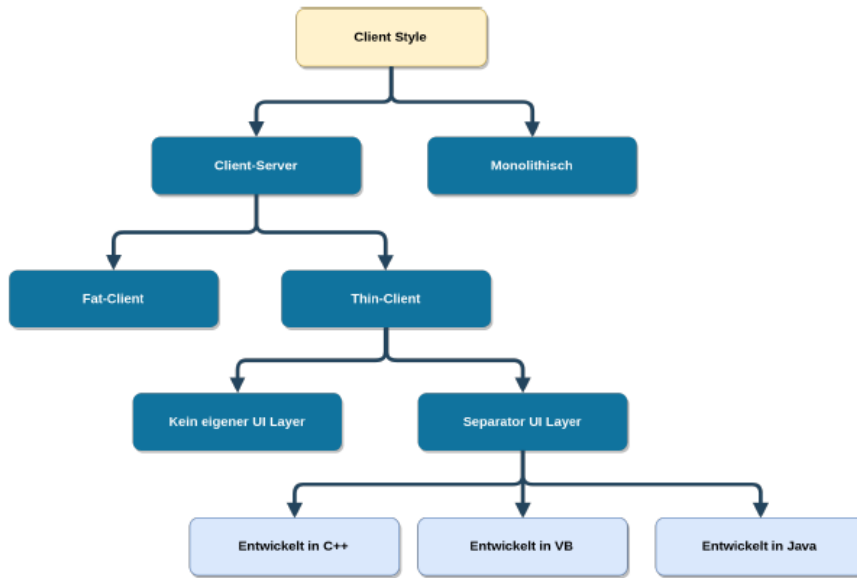 Client Style
Client-Server
Monolithisch
Fat-Client
Thin-Client
Kein eigener UI Layer
Separator UI Layer
Entwickelt in C++
Entwickelt in VB
Entwickelt in Java